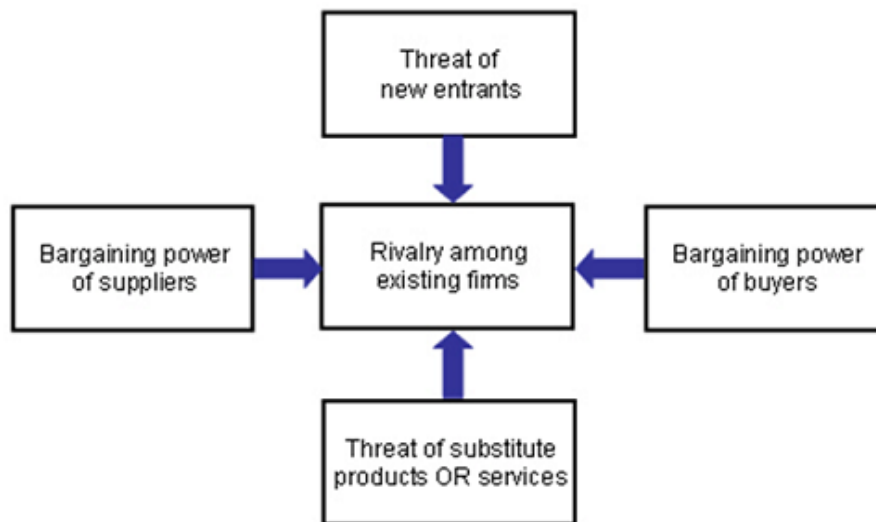 Threat of
new entrants
Bargaining power
of suppliers
Rivalry among
existing firms
Bargaining power
of buyers
Threat of substitute
products OR services